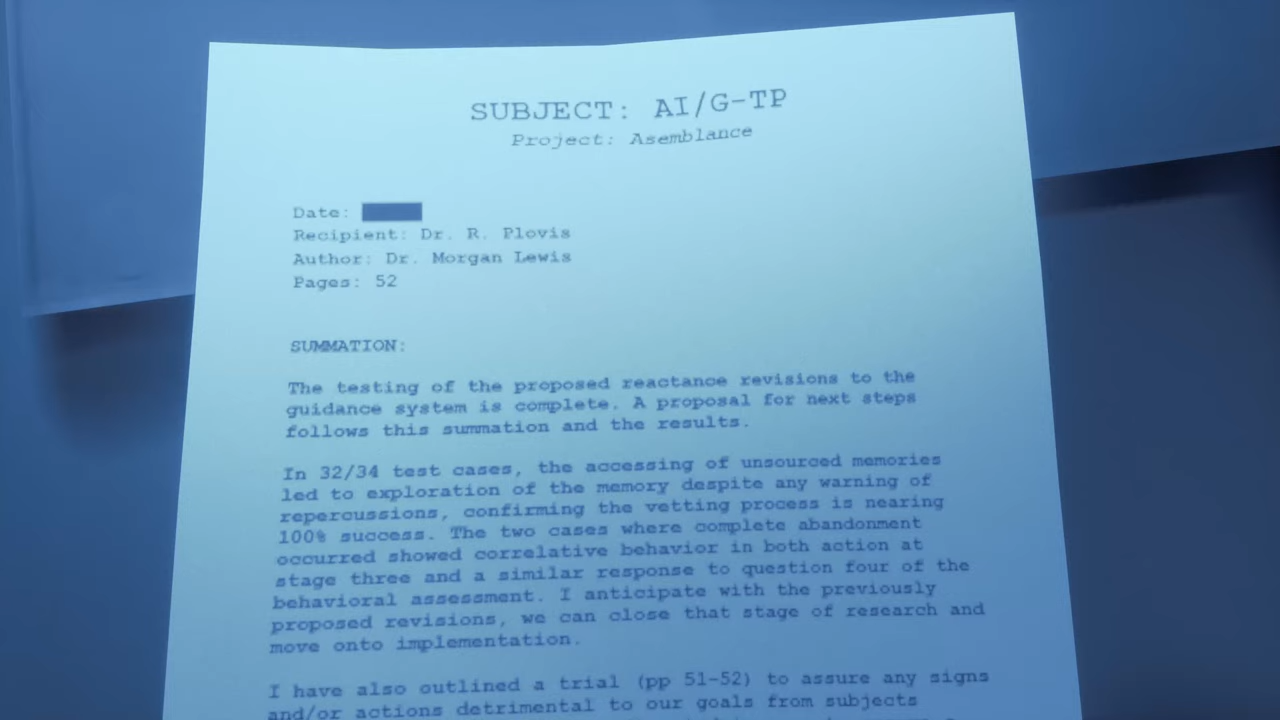 SUBJECT: AI/G-TP
Project: Asemblance
Date:
Recipient: Dr. R. Plovis
Author: Dr. Morgan Lewis
Pages: 52
SUMMATION:
The testing of the proposed reactance revisions to the
guidance system is complete. A proposal for next steps
follows this summation and the results.
In 32/34 test cases, the accessing of unsourced memories
led to exploration of the memory despite any warning of
repercussions, confirming the vetting process is nearing
100% success. The two cases where complete abandonment
occurred showed correlative behavior in both action at
stage three and a similar response to question four of the
behavioral assessment. I anticipate with the previously
proposed revisions, we can close that stage of research and
move onto implementation.
I have also outlined a trial (pp 51-52) to assure any signs
and/or actions detrimental to our goals from subjects